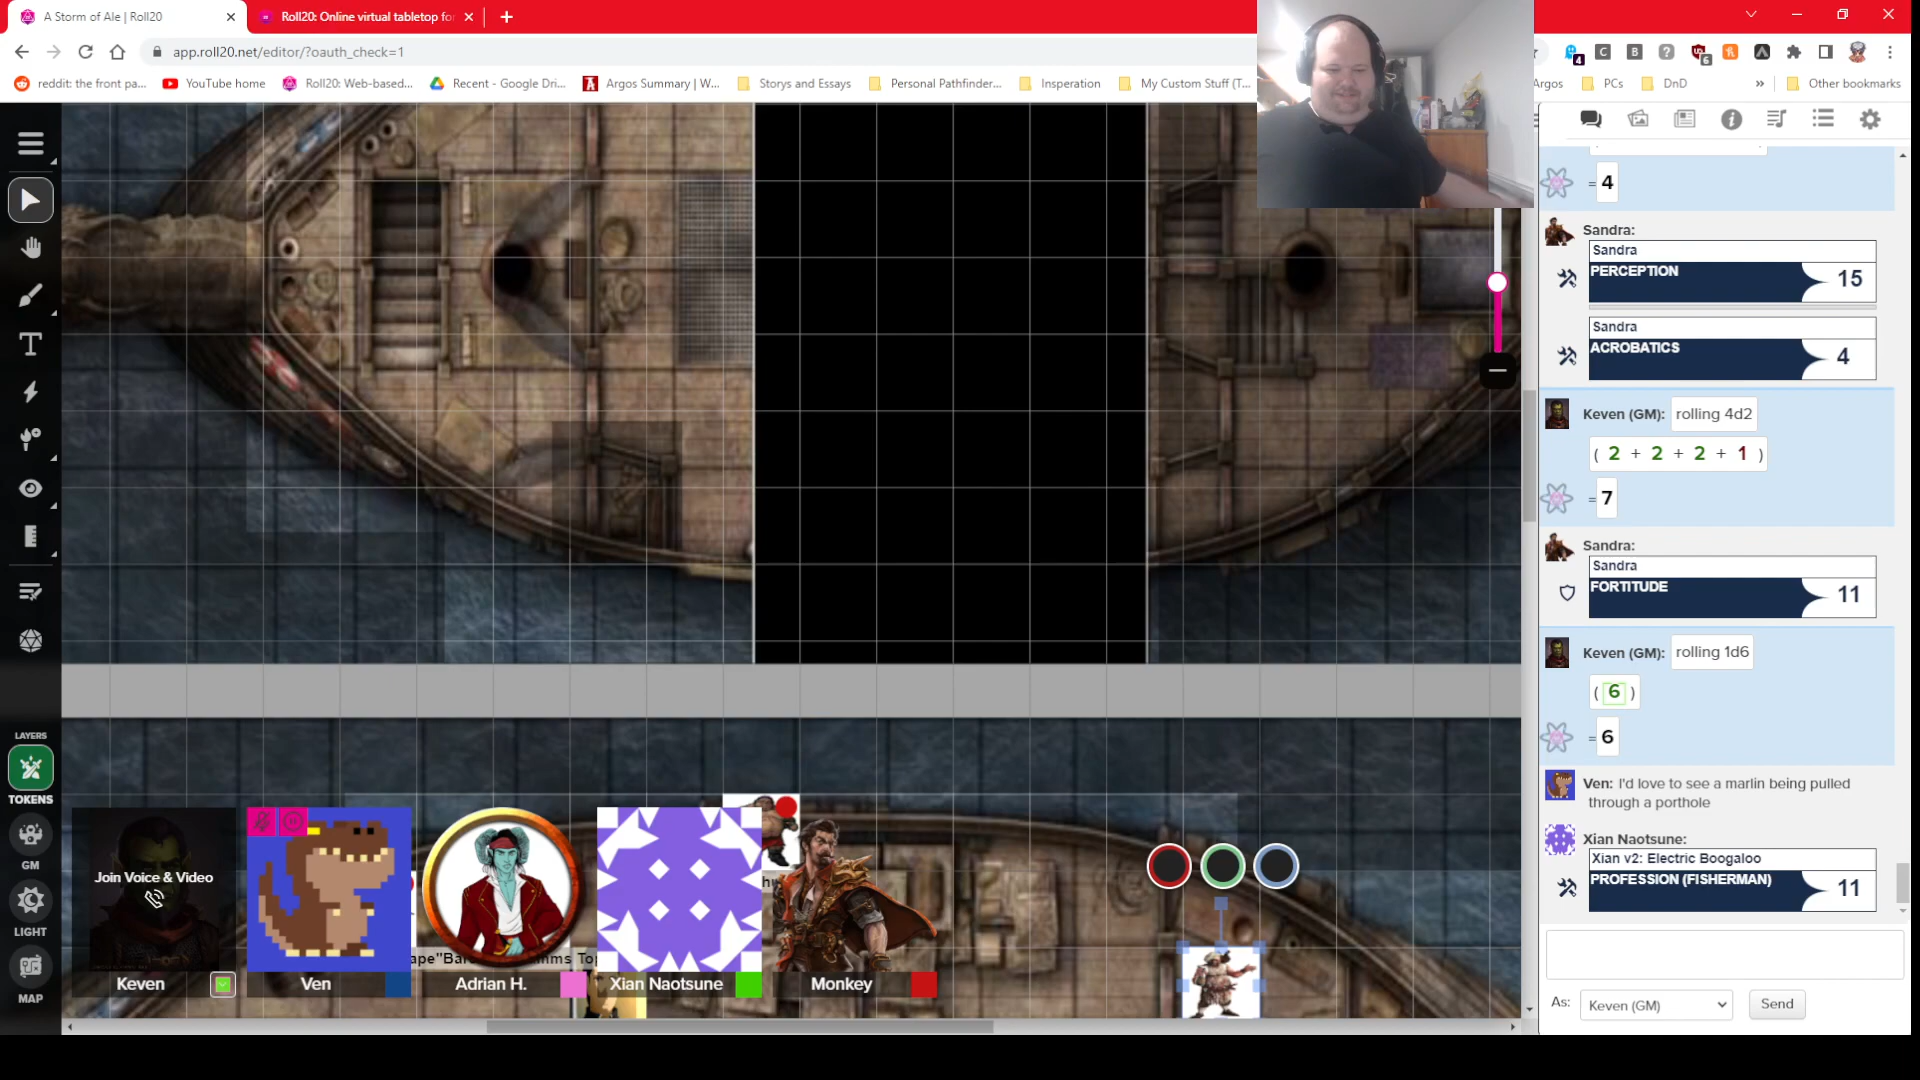 A Storm of Ale | Roll20
Roll20: Online virtual tabletop fo
app.roll20.net/editor/?oauth_check=1
reddit: the front pa...
YouTube home
Roll20: Web-based...
Recent - Google Dri...
Argos Summary | W...
Storys and Essays
Personal Pathfinder...
Insperation
My Custom Stuff (T...
Argos
PCs
DnD
»
Other bookmarks
4
6
= 4
Sandra:
Sandra
PERCEPTION
15
Sandra
ACROBATICS
4
Keven (GM): rolling 4d2
( 2 + 2 + 2 + 1 )
= 7
Sandra:
Sandra
FORTITUDE
11
Keven (GM): rolling 1d6
( 6 )
= 6
Ven: I'd love to see a marlin being pulled
through a porthole
Xian Naotsune:
Xian v2: Electric Boogaloo
PROFESSION (FISHERMAN)
11
As: Keven (GM)
Send
LAYERS
TOKENS
GM
LIGHT
MAP
Join Voice & Video
Keven
Ven
Adrian H.
Xian Naotsune
Monkey